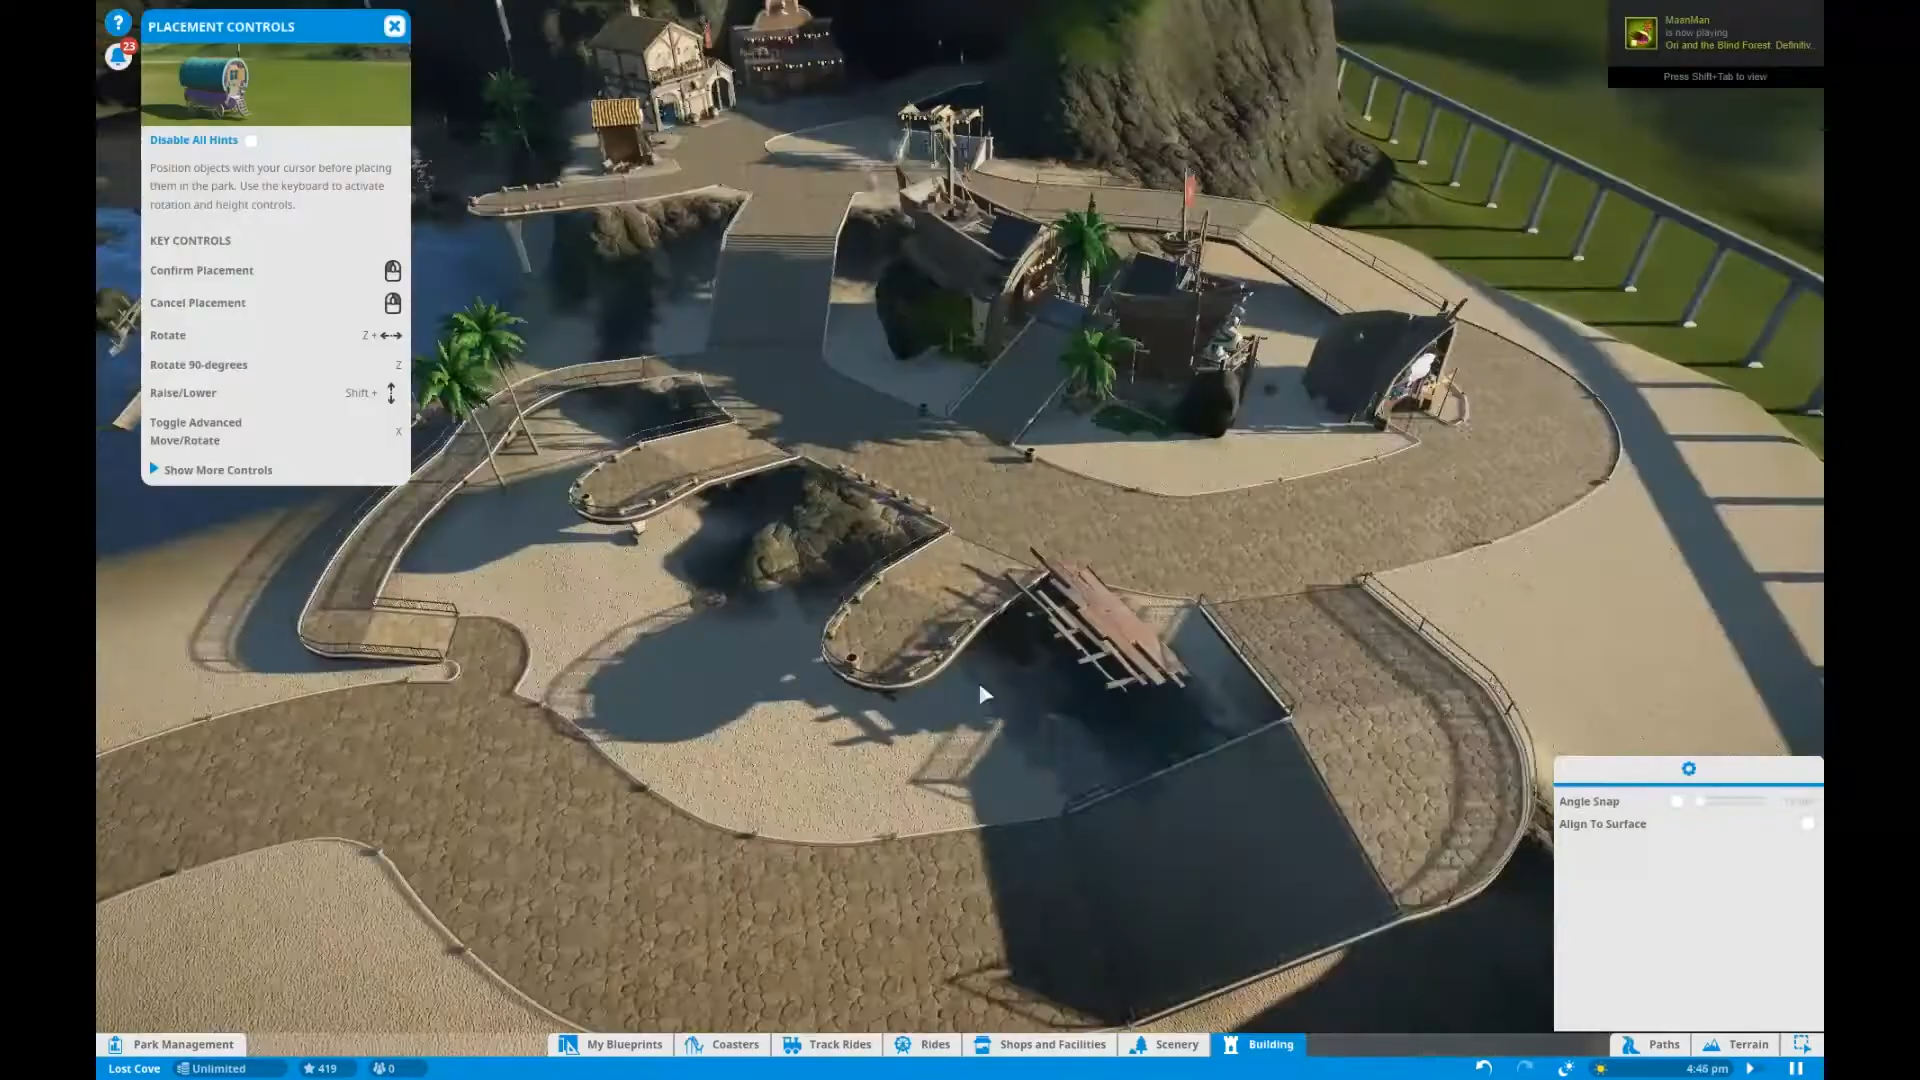 PLACEMENT CONTROLS
23
Disable All Hints
Position objects with your cursor before placing
them in the park. Use the keyboard to activate
rotation and height controls.
KEY CONTROLS
Confirm Placement
Cancel Placement
Rotate Z +
Rotate 90-degrees Z
Raise/Lower Shift +
Toggle Advanced
Move/Rotate X
Show More Controls
MaanMan
is now playing
Ori and the Blind Forest: Definitiv...
Press Shift+Tab to view
Angle Snap
Align To Surface
Park Management
My Blueprints
Coasters
Track Rides
Rides
Shops and Facilities
Scenery
Building
Paths
Terrain
Lost Cove
Unlimited
419
0
4:46 pm